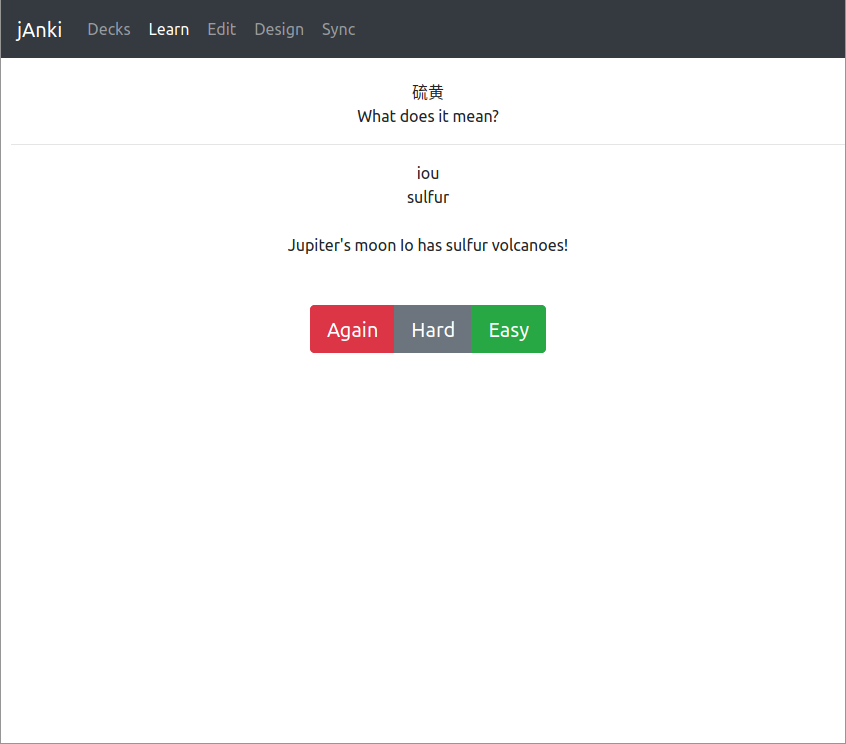 jAnki Decks Learn Edit Design Sync
硫黄
What does it mean?
iou
sulfur
Jupiter's moon Io has sulfur volcanoes!
Again Hard Easy